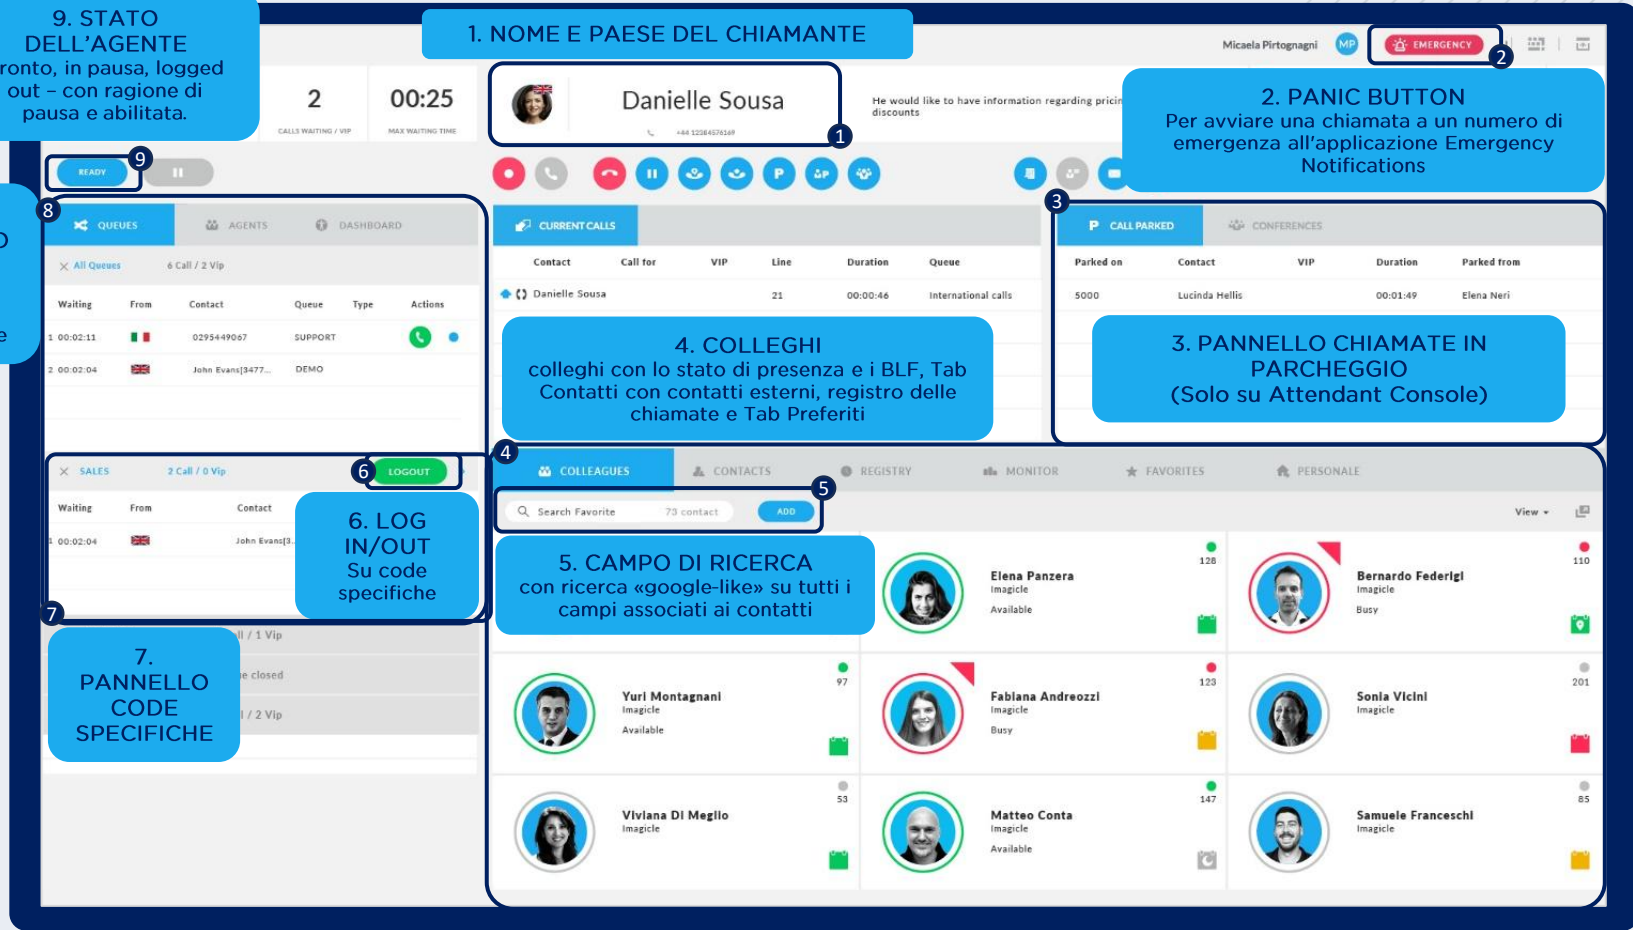 9. STATO
DELL'AGENTE
ronto, in pausa, logged
out – con ragione di
pausa e abilitata.
1. NOME E PAESE DEL CHIAMANTE
Micaela Pirtognagni
MP
EMERGENCY
2
2
CALLS WAITING / VIP
00:25
MAX WAITING TIME
Danielle Sousa
+44 12384576169
1
He would like to have information regarding pricin
discounts
2. PANIC BUTTON
Per avviare una chiamata a un numero di
emergenza all'applicazione Emergency
Notifications
READY
9
P
8
QUEUES
AGENTS
DASHBOARD
All Queues
6 Call / 2 Vip
Waiting From Contact Queue Type Actions
1 00:02:11 0295449067 SUPPORT
2 00:02:04 John Evans[3477... DEMO
CURRENT CALLS
Contact Call for VIP Line Duration Queue
Danielle Sousa 21 00:00:46 International calls
3
P CALL PARKED
CONFERENCES
Parked on Contact VIP Duration Parked from
5000 Lucinda Hellis 00:01:49 Elena Neri
4. COLLEGHI
colleghi con lo stato di presenza e i BLF, Tab
Contatti con contatti esterni, registro delle
chiamate e Tab Preferiti
3. PANNELLO CHIAMATE IN
PARCHEGGIO
(Solo su Attendant Console)
SALES
2 Call / 0 Vip
6
LOGOUT
Waiting From Contact
1 00:02:04 John Evans[3..
6. LOG
IN/OUT
Su code
specifiche
7
7.
PANNELLO
CODE
SPECIFICHE
ll / 1 Vip
e closed
l / 2 Vip
4
COLLEAGUES
CONTACTS
REGISTRY
MONITOR
FAVORITES
PERSONALE
5
Search Favorite
73 contact
ADD
View
5. CAMPO DI RICERCA
con ricerca «google-like» su tutti i
campi associati ai contatti
Elena Panzera
Imagicle
Available
128
Bernardo Federigi
Imagicle
Busy
110
Yuri Montagnani
Imagicle
Available
97
Fabiana Andreozzi
Imagicle
Busy
123
Sonia Vicini
Imagicle
201
Viviana Di Meglio
Imagicle
53
Matteo Conta
Imagicle
Available
147
Samuele Franceschi
Imagicle
85